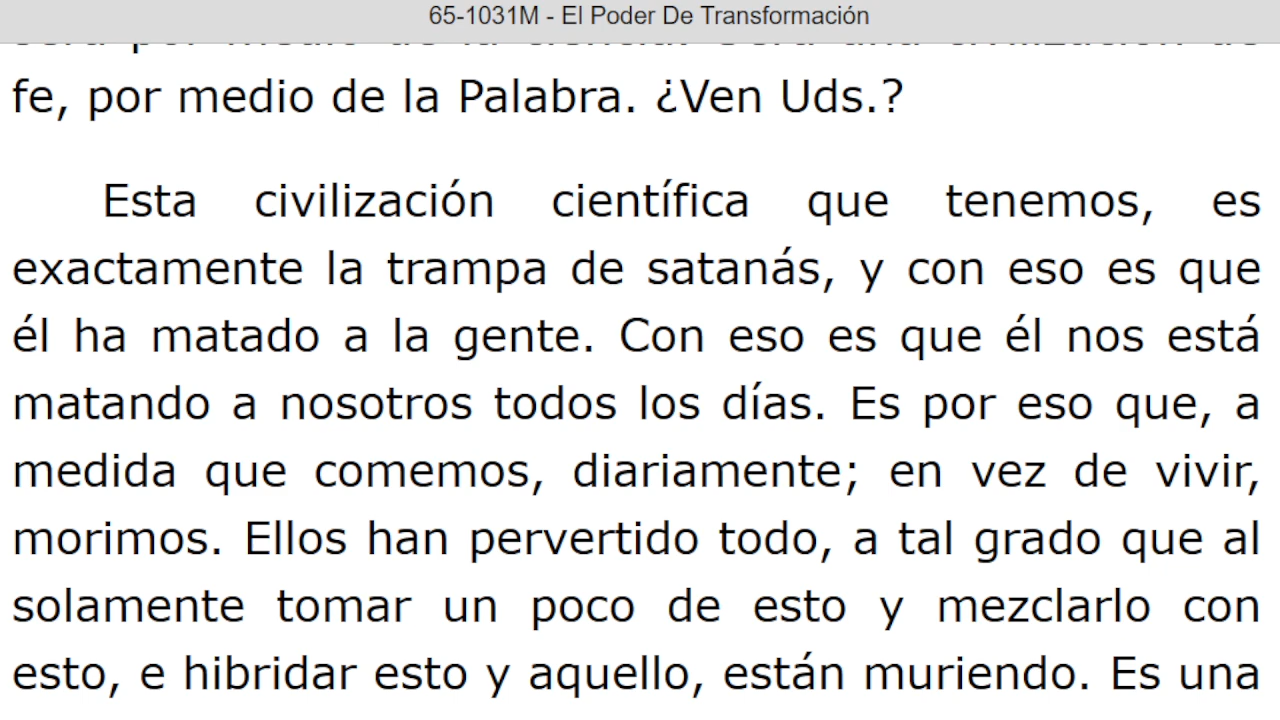 65-1031M - El Poder De Transformación
fe, por medio de la Palabra. ¿Ven Uds.?
Esta civilización científica que tenemos, es
exactamente la trampa de satanás, y con eso es que
él ha matado a la gente. Con eso es que él nos está
matando a nosotros todos los días. Es por eso que, a
medida que comemos, diariamente; en vez de vivir,
morimos. Ellos han pervertido todo, a tal grado que al
solamente tomar un poco de esto y mezclarlo con
esto, e hibridar esto y aquello, están muriendo. Es una